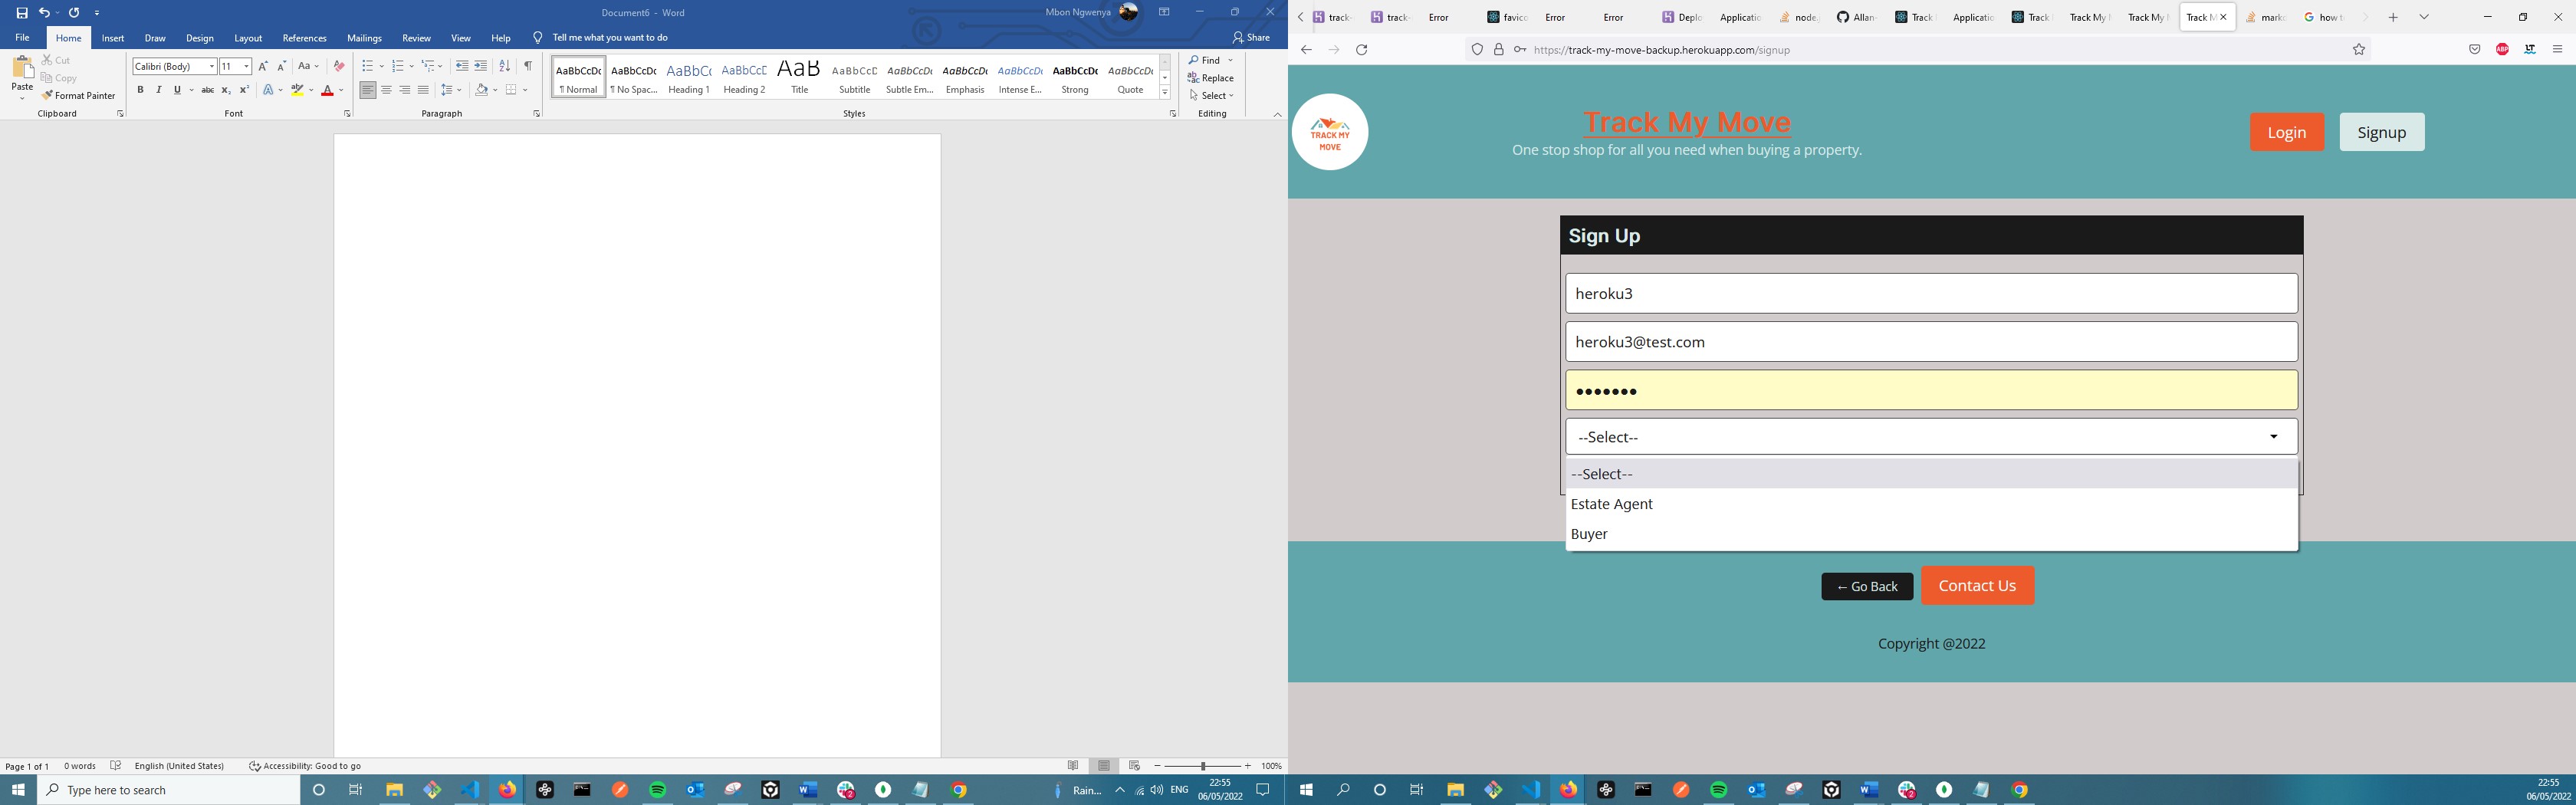 Document6 - Word
Mbon Ngwenya
File Home Insert Draw Design Layout References Mailings Review View Help Tell me what you want to do
Share
Paste
Cut
Copy
Format Painter
Clipboard
Calibri (Body) 11
Font
Paragraph
AaBbCcDc AaBbCcDc AaBbCc AaBbCcD AaB AaBbCcD AaBbCcDc AaBbCcDc AaBbCcDc AaBbCcDc AaBbCcDc
¶ Normal ¶ No Spac... Heading 1 Heading 2 Title Subtitle Subtle Em... Emphasis Intense E... Strong Quote
Styles
Find
Replace
Select
Editing
Page 1 of 1 0 words English (United States) Accessibility: Good to go
100%
Type here to search
Rain...
ENG
22:55
06/05/2022
track- track- Error favico Error Error Deplo Applicatio node. Allan- Track Applicatio Track Track My Track My Track M marko how t
https://track-my-move-backup.herokuapp.com/signup
TRACK MY
MOVE
Track My Move
One stop shop for all you need when buying a property.
Login
Signup
Sign Up
heroku3
heroku3@test.com
--Select--
--Select--
Estate Agent
Buyer
← Go Back
Contact Us
Copyright @2022
22:55
06/05/2022